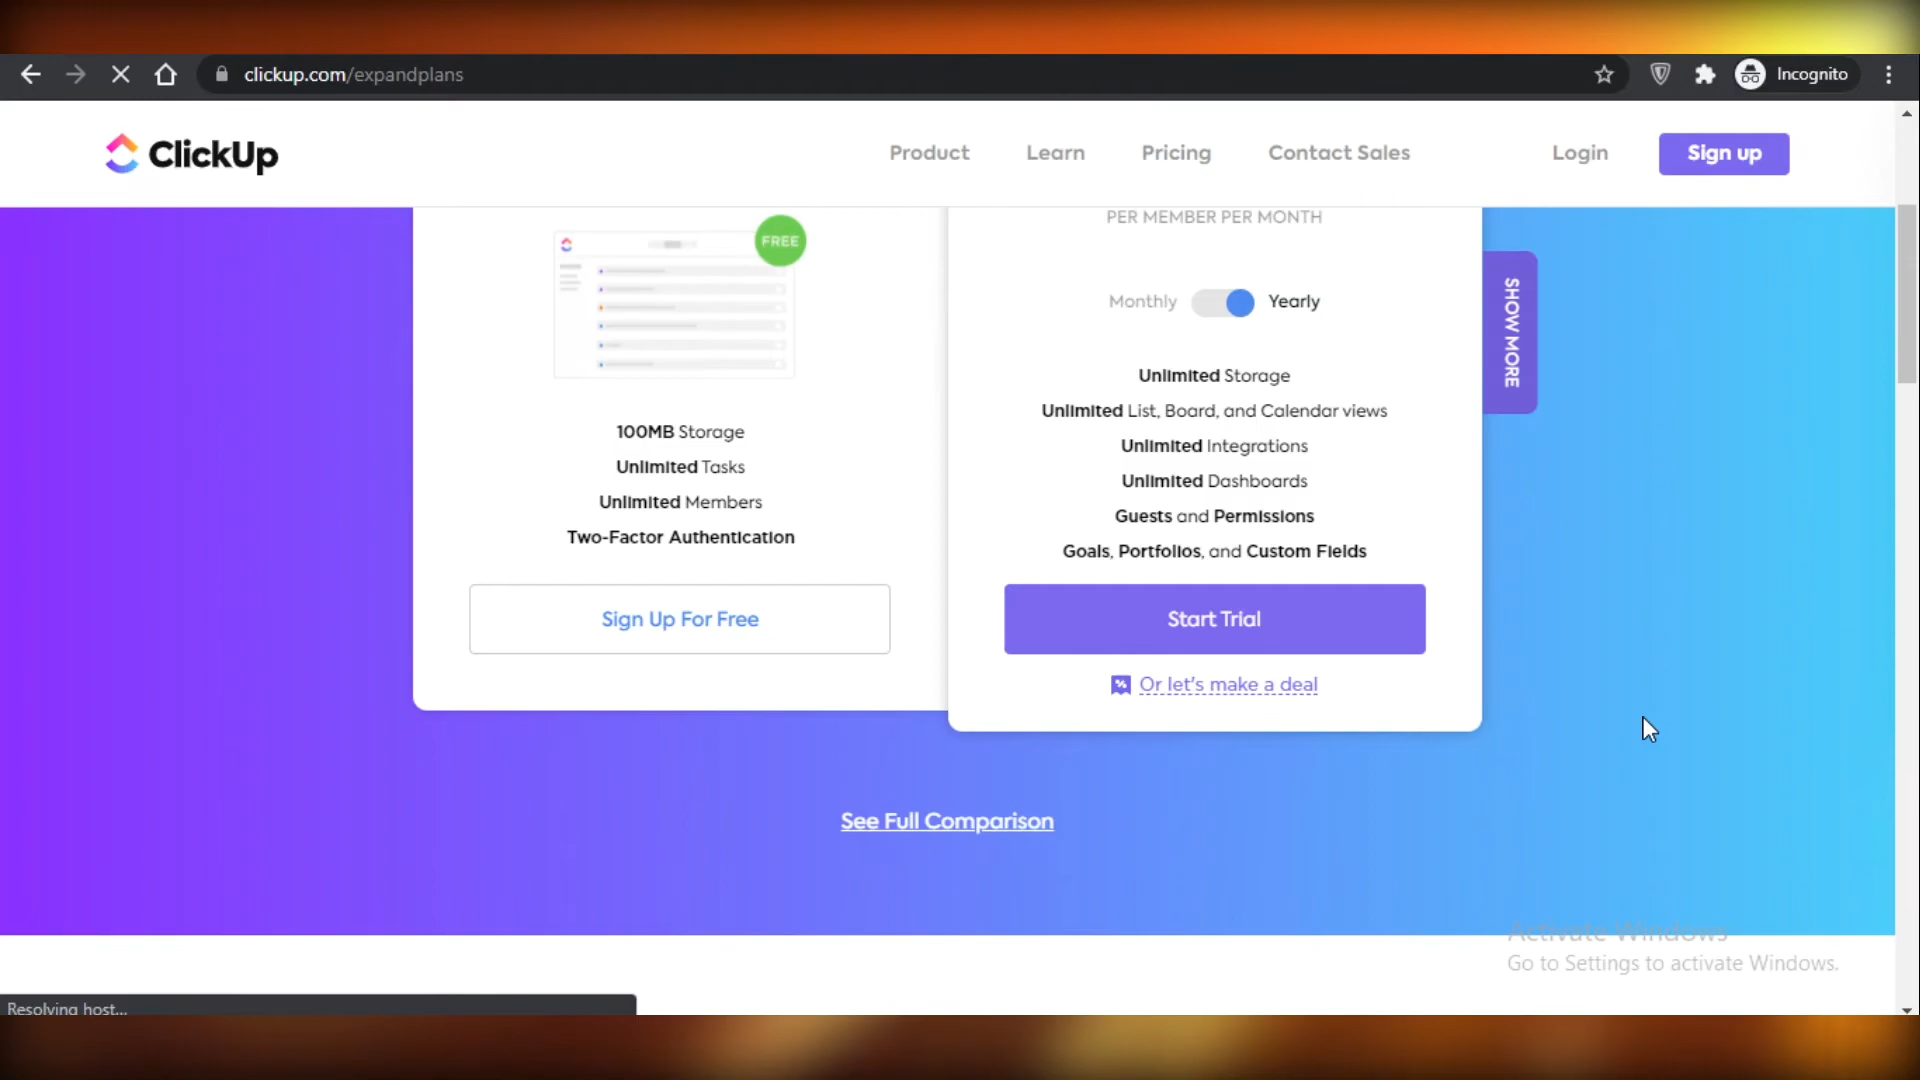 clickup.com/expandplans
Incognito
ClickUp
Product
Learn
Pricing
Contact Sales
Login
Sign up
FREE
100MB Storage
Unlimited Tasks
Unlimited Members
Two-Factor Authentication
Sign Up For Free
PER MEMBER PER MONTH
Monthly
Yearly
Unlimited Storage
Unlimited List, Board, and Calendar views
Unlimited Integrations
Unlimited Dashboards
Guests and Permissions
Goals, Portfolios, and Custom Fields
Start Trial
Or let's make a deal
SHOW MORE
See Full Comparison
Activate Windows
Go to Settings to activate Windows.
Resolving host...